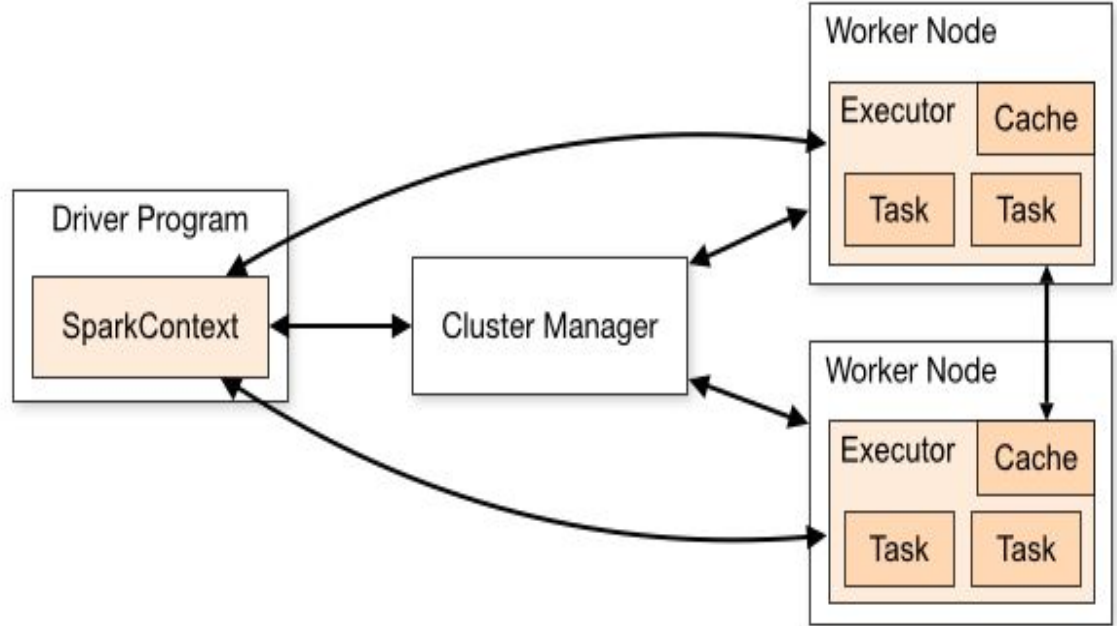 Driver Program
SparkContext
Cluster Manager
Worker Node
Executor
Cache
Task
Task
Worker Node
Executor
Cache
Task
Task